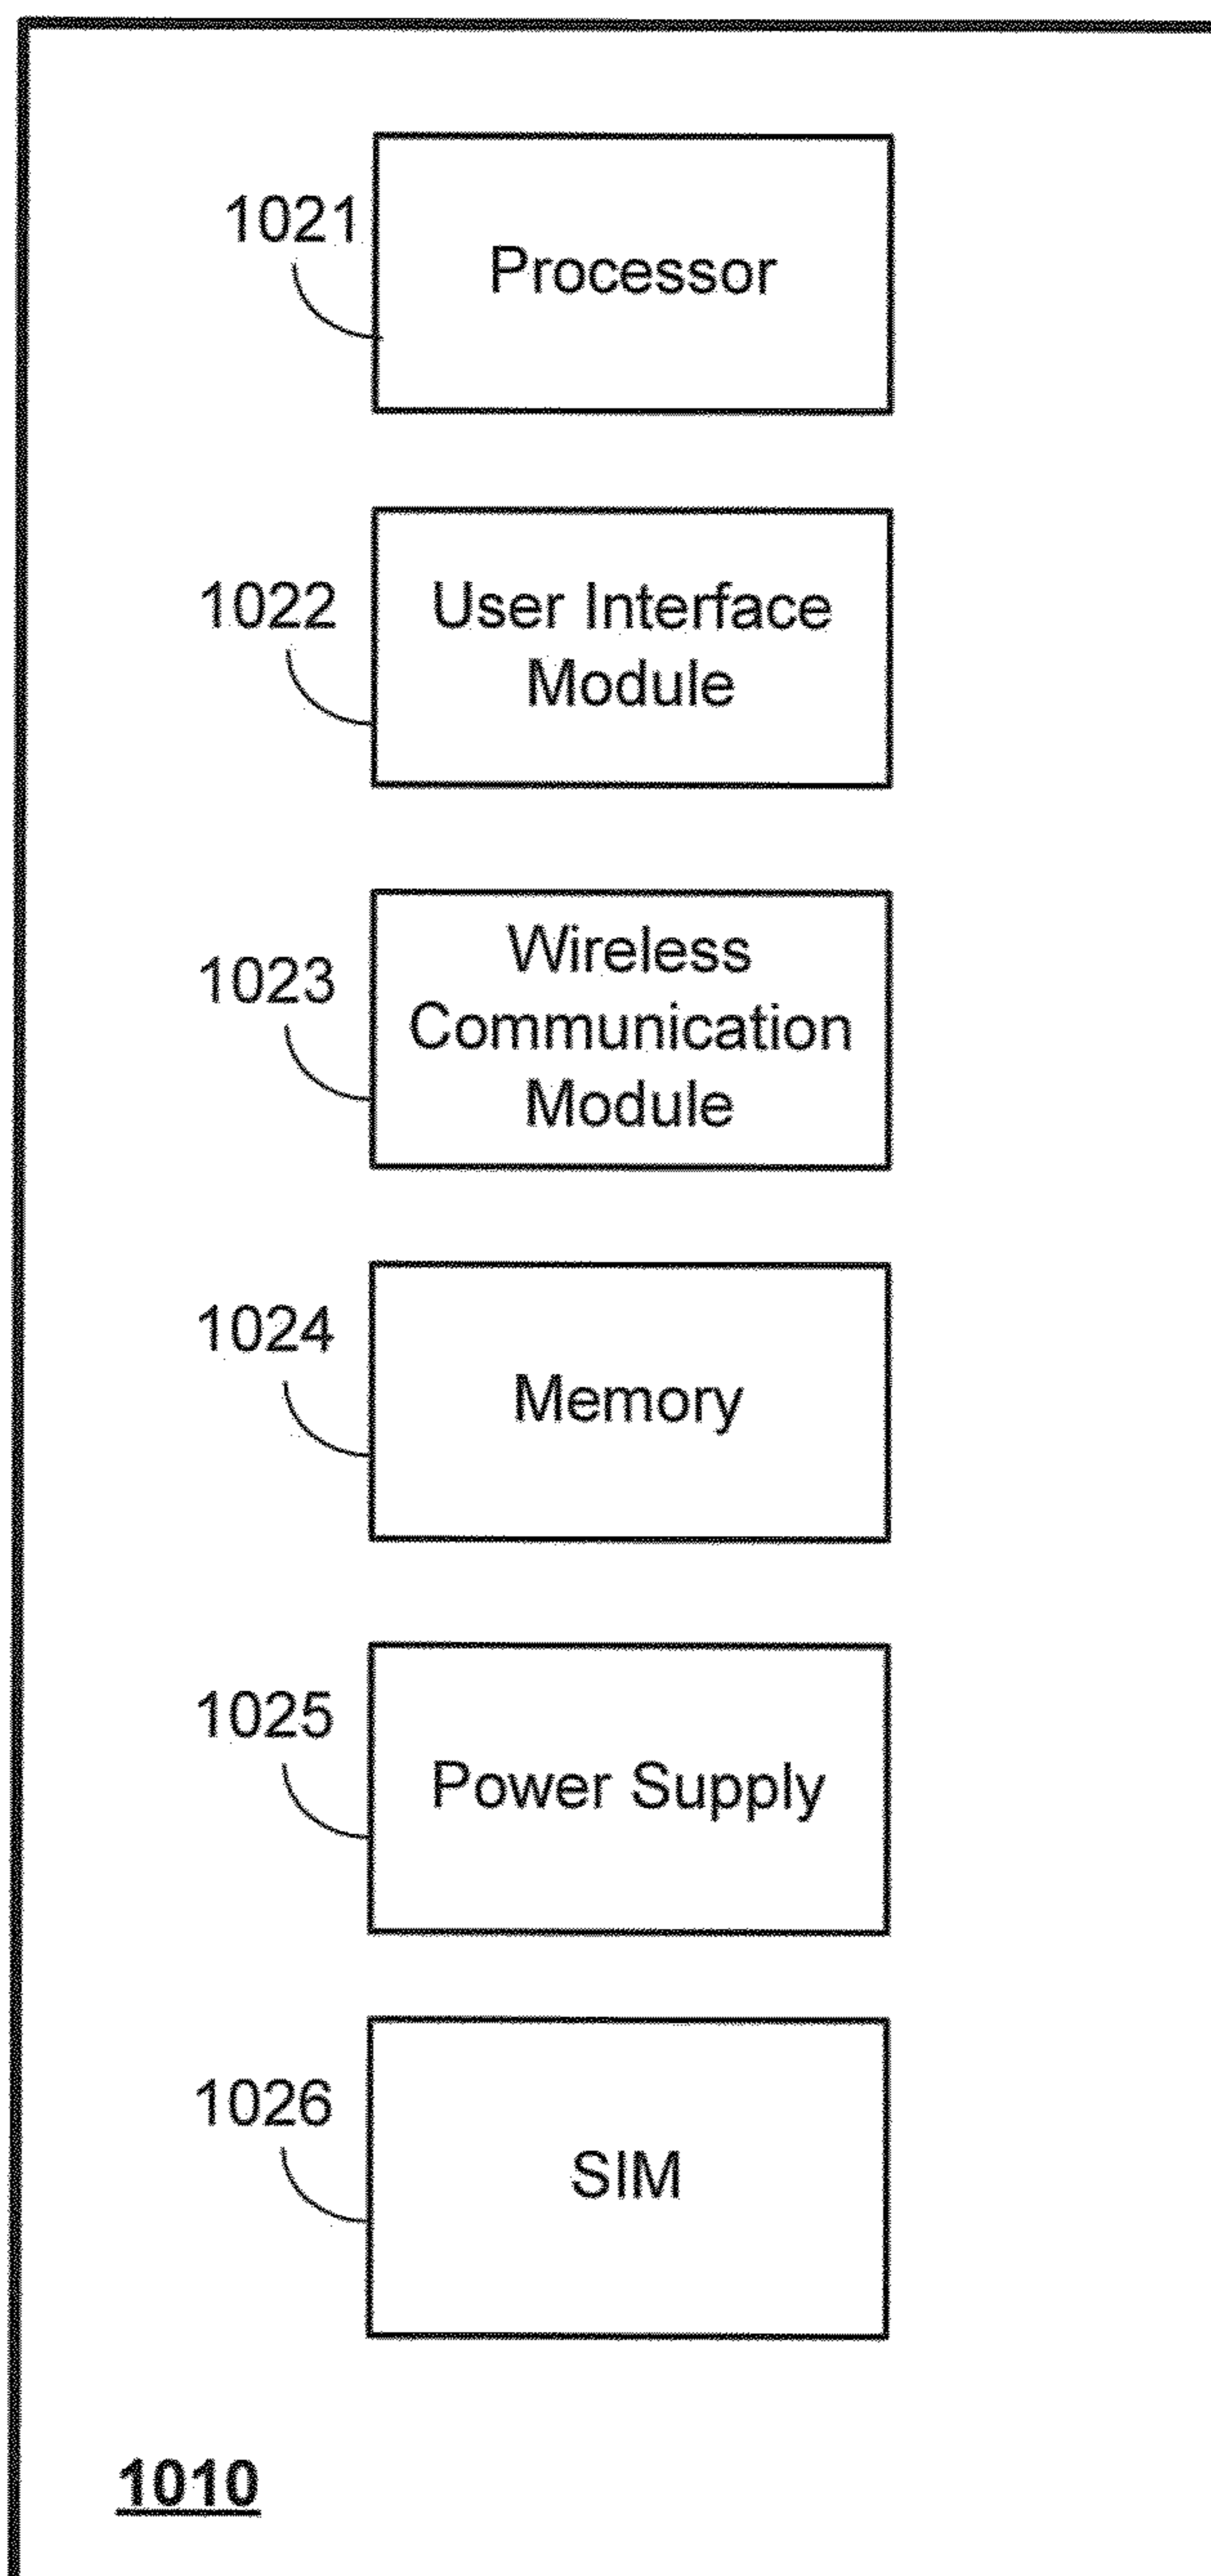 1021
Processor
1022
User Interface
Module
1023
Wireless
Communication
Module
1024
Memory
1025
Power Supply
1026
SIM
1010